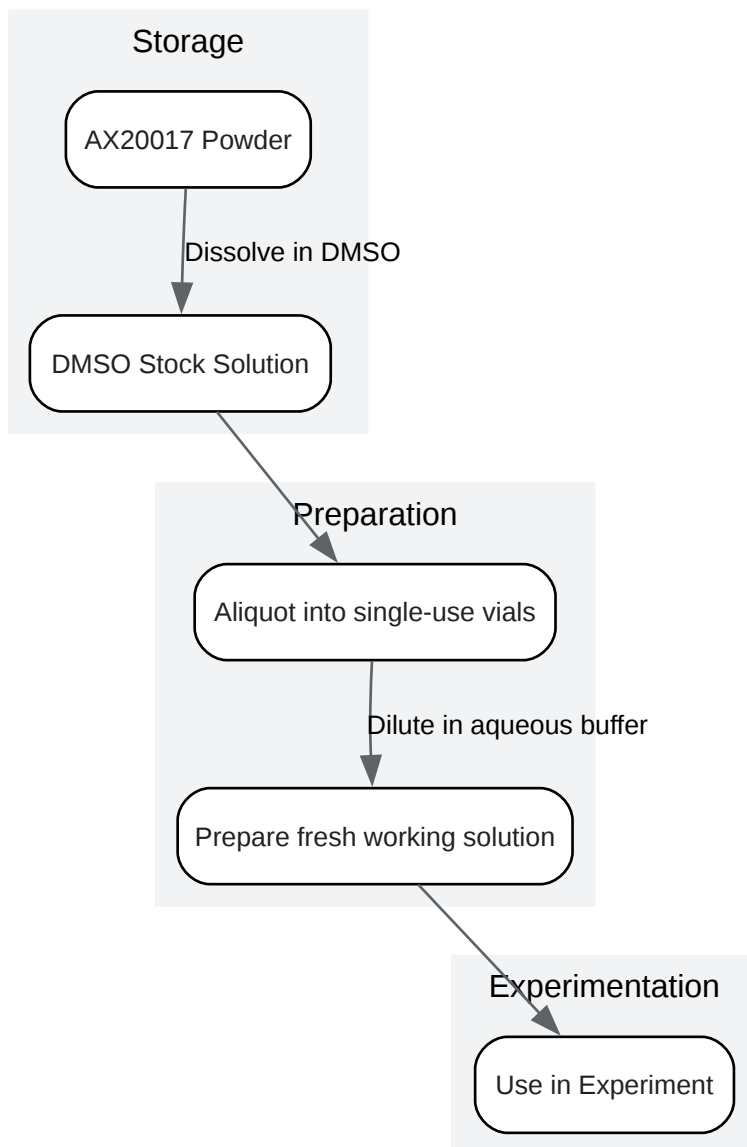 Storage
AX20017 Powder
Dissolve in DMSO
DMSO Stock Solution
Preparation
Aliquot into single-use vials
Dilute in aqueous buffer
Prepare fresh working solution
Experimentation
Use in Experiment